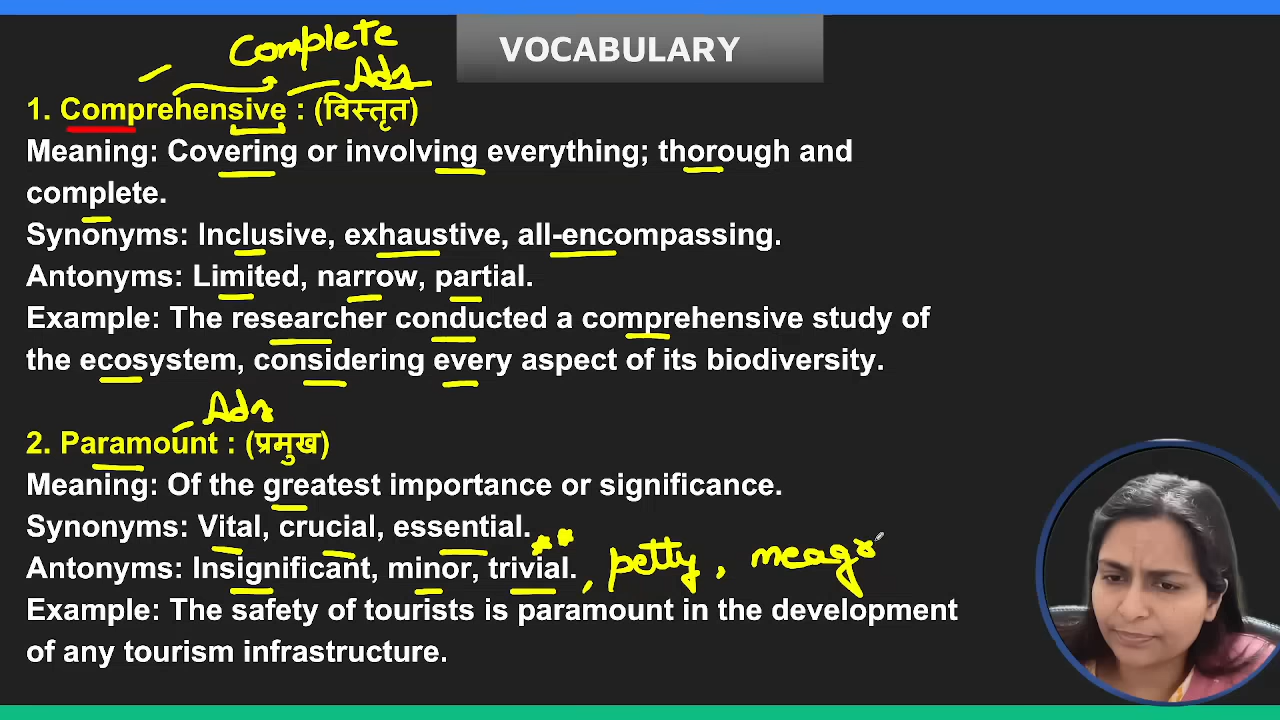 Complete
VOCABULARY
Adj
1. Comprehensive : (विस्तृत)
Meaning: Covering or involving everything; thorough and
complete.
Synonyms: Inclusive, exhaustive, all-encompassing.
Antonyms: Limited, narrow, partial.
Example: The researcher conducted a comprehensive study of
the ecosystem, considering every aspect of its biodiversity.
Adj
2. Paramount : (प्रमुख)
Meaning: Of the greatest importance or significance.
Synonyms: Vital, crucial, essential.
Antonyms: Insignificant, minor, trivial. , petty, meagr
Example: The safety of tourists is paramount in the development
of any tourism infrastructure.